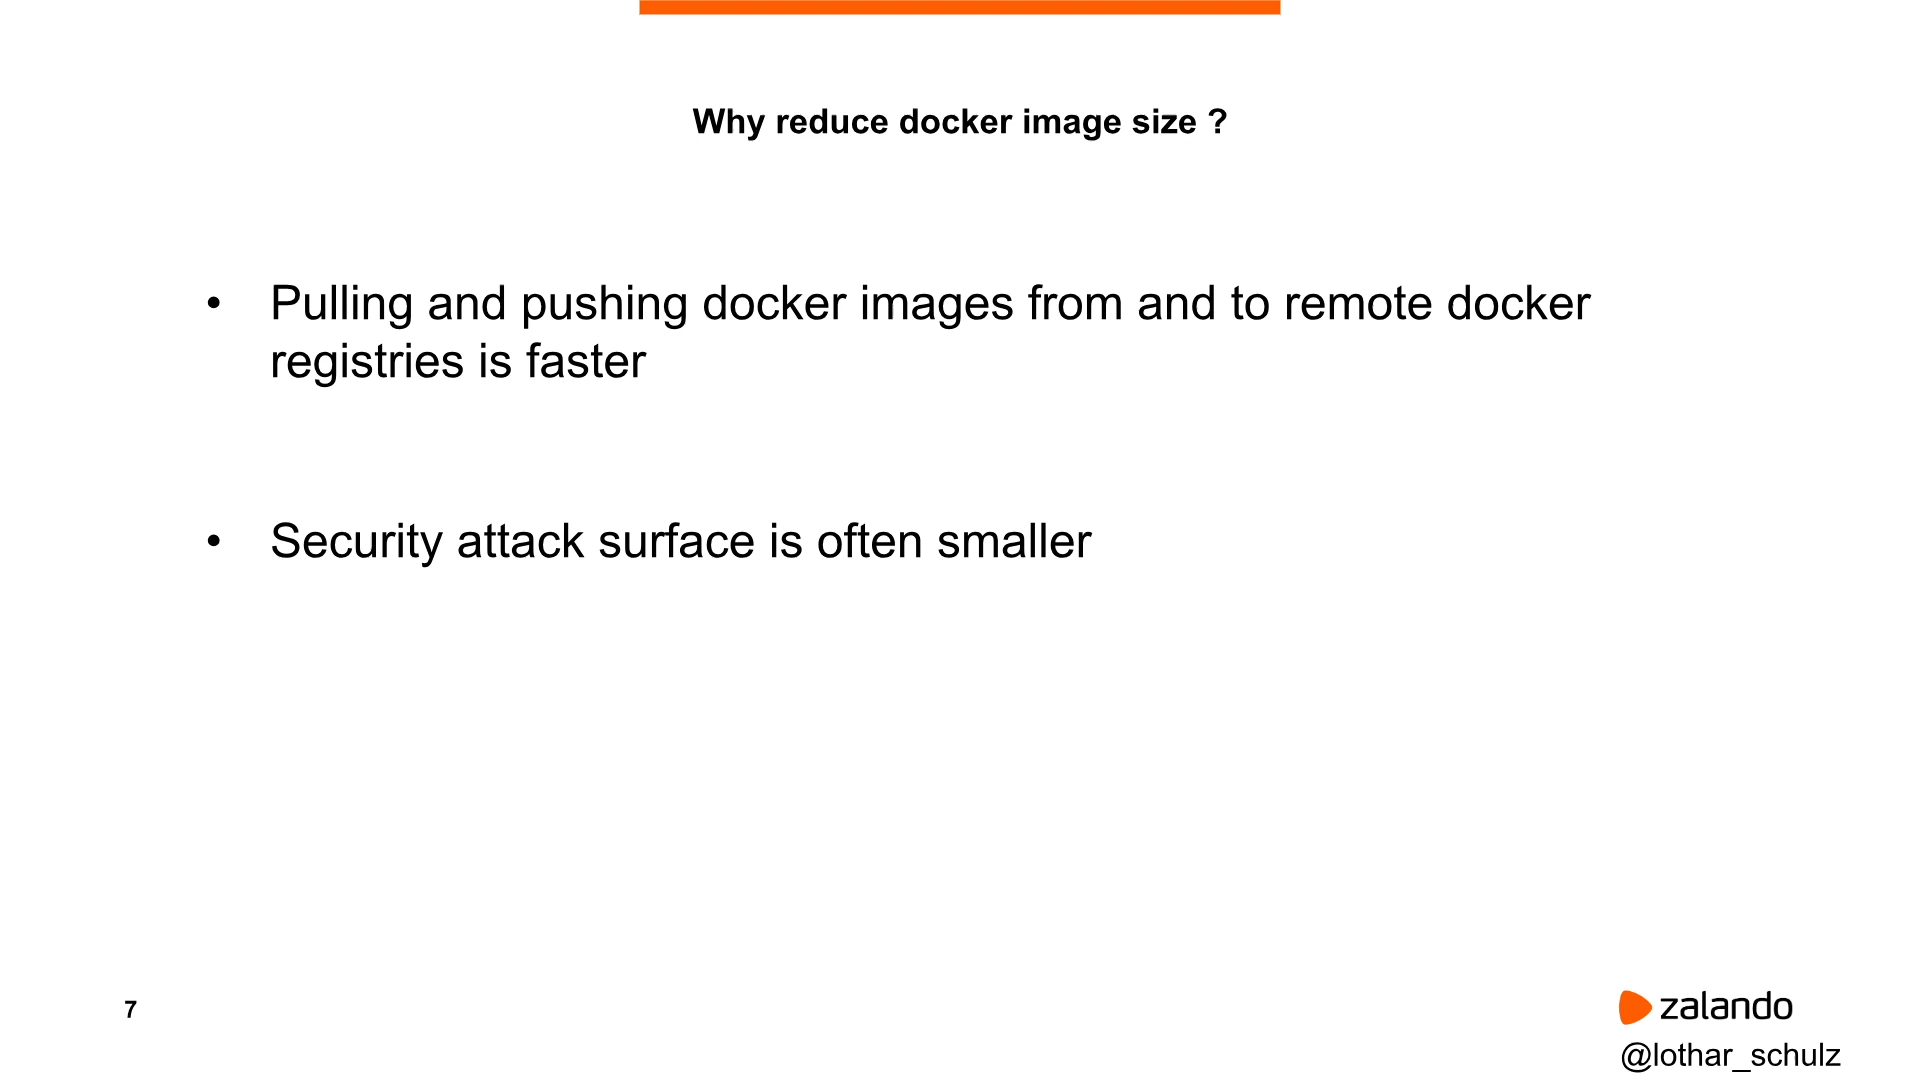 Why reduce docker image size ?
• Pulling and pushing docker images from and to remote docker
registries is faster
• Security attack surface is often smaller
7
zalando
@lothar_schulz